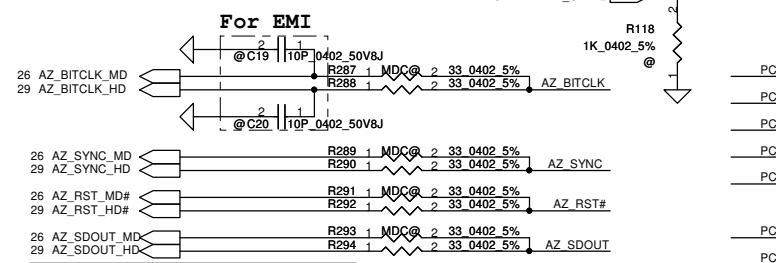 For EMI
2
R118
1K_0402_5%
@
1
2 1
@C19 10P_0402_50V8J
26 AZ_BITCLK_MD R287 1 MDC@ 2 33_0402_5%
29 AZ_BITCLK_HD R288 1 2 33_0402_5% AZ_BITCLK
2 1
@C20 10P_0402_50V8J
26 AZ_SYNC_MD R289 1 MDC@ 2 33_0402_5%
29 AZ_SYNC_HD R290 1 2 33_0402_5% AZ_SYNC
26 AZ_RST_MD# R291 1 MDC@ 2 33_0402_5%
29 AZ_RST_HD# R292 1 2 33_0402_5% AZ_RST#
26 AZ_SDOUT_MD R293 1 MDC@ 2 33_0402_5%
29 AZ_SDOUT_HD R294 1 2 33_0402_5% AZ_SDOUT
PC
PC
PC
PC
PC
PC
PC